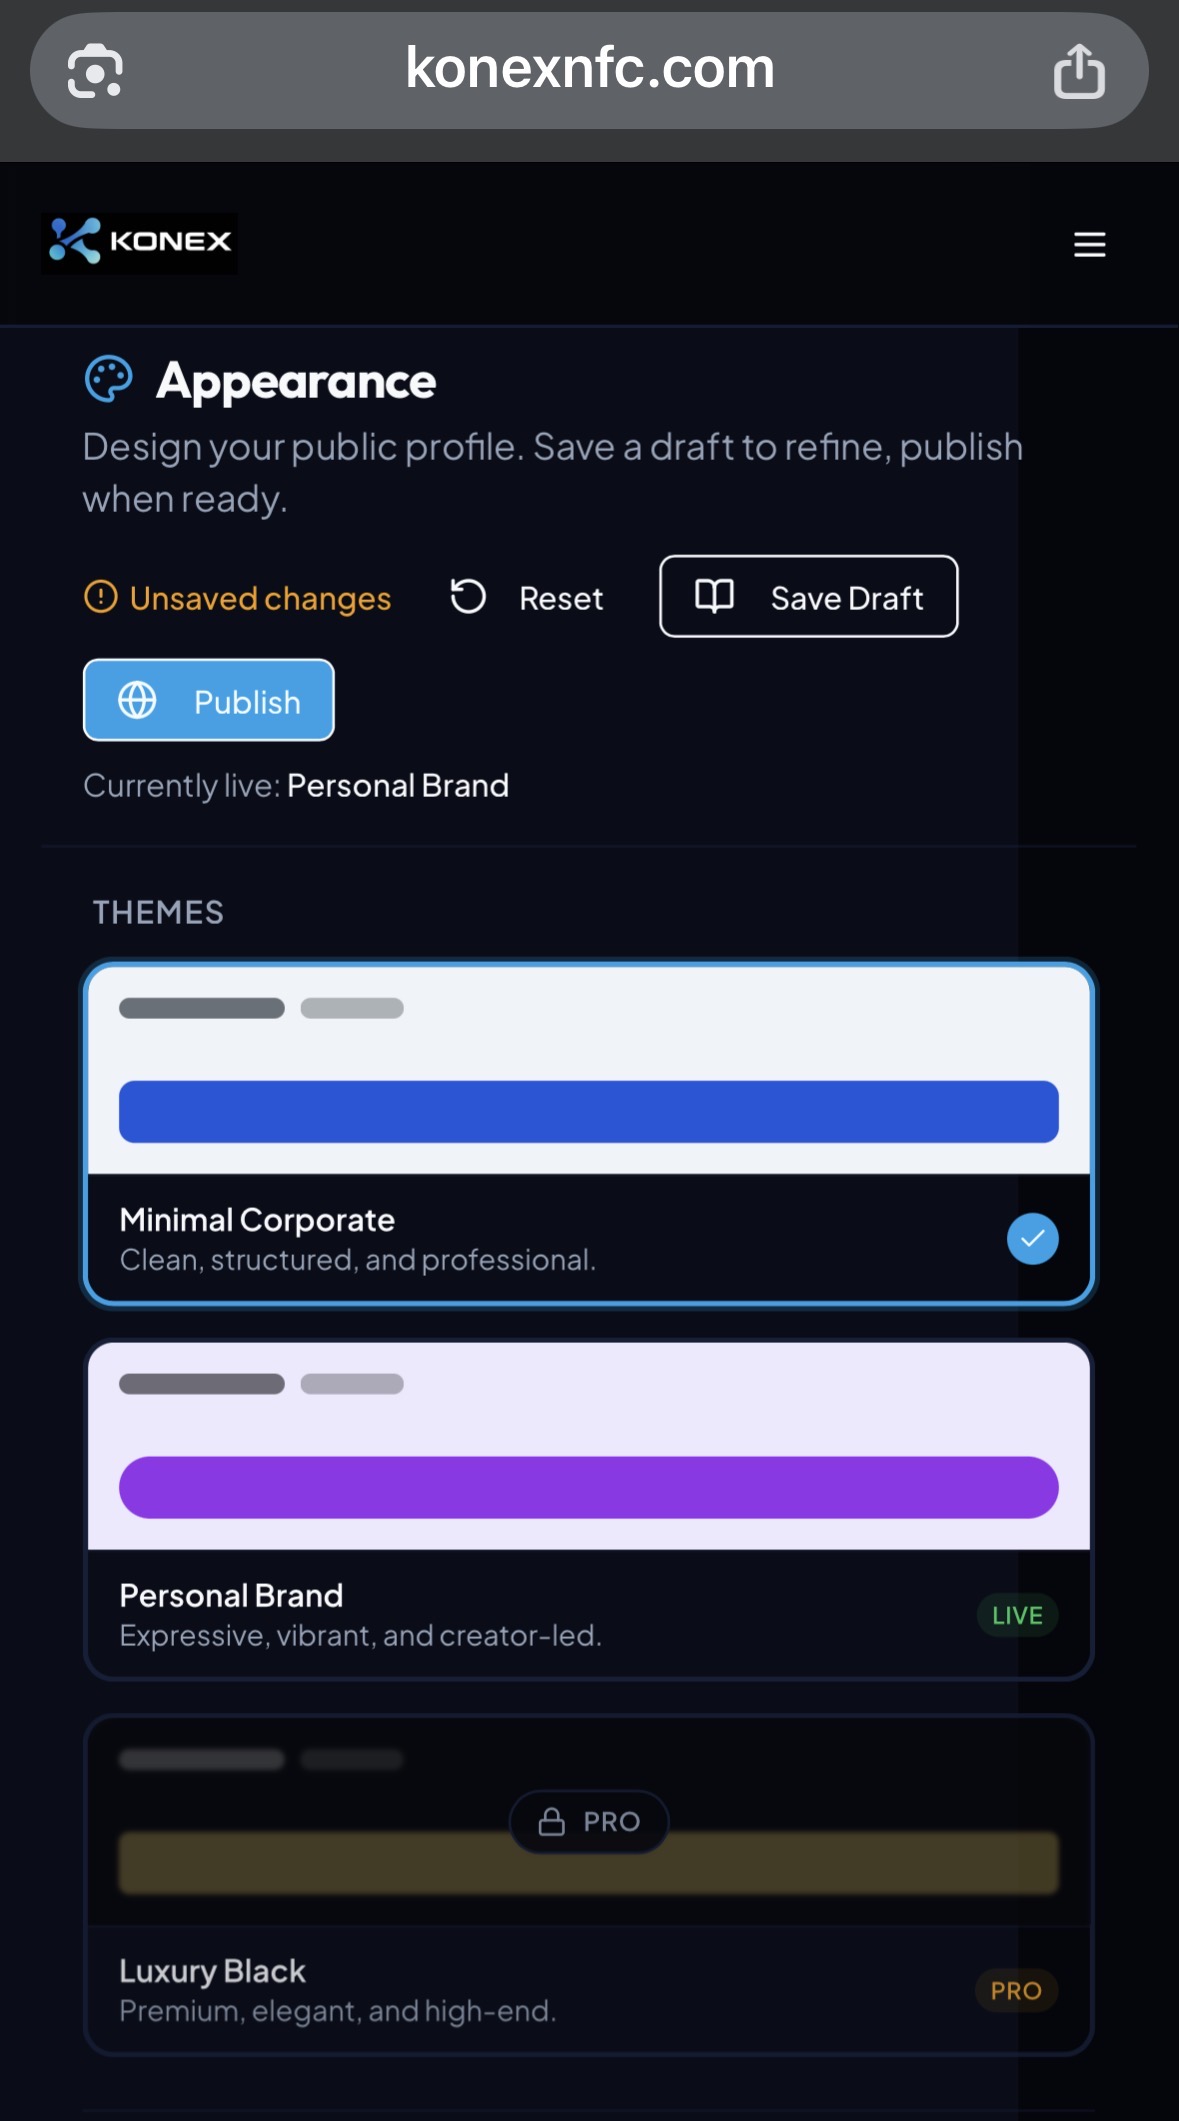 konexnfc.com
KONEX
Appearance
Design your public profile. Save a draft to refine, publish
when ready.
Unsaved changes
Reset
Save Draft
Publish
Currently live: Personal Brand
THEMES
Minimal Corporate
Clean, structured, and professional.
Personal Brand
Expressive, vibrant, and creator-led.
LIVE
PRO
Luxury Black
Premium, elegant, and high-end.
PRO